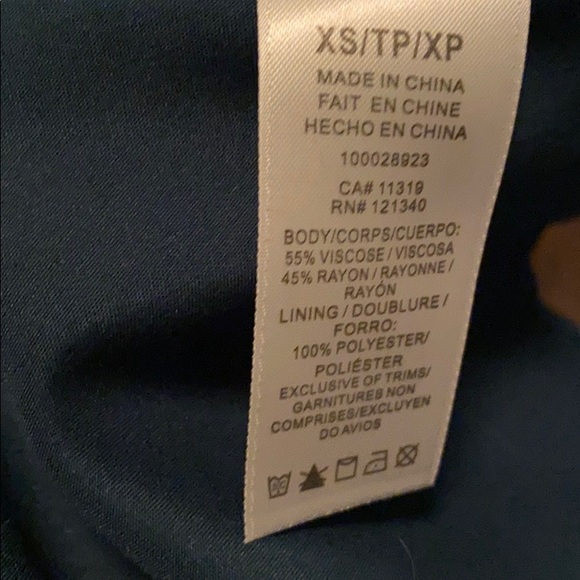 XS/TP/XP
MADE IN CHINA
FAIT EN CHINE
HECHO EN CHINA
100028923
CA# 11319
RN# 121340
BODY/CORPS/CUERPO:
55% VISCOSE / VISCOSA
45% RAYON / RAYONNE /
RAYÓN
LINING / DOUBLURE /
FORRO:
100% POLYESTER/
POLIÉSTER
EXCLUSIVE OF TRIMS/
GARNITURES NON
COMPRISES/EXCLUYEN
DO AVIOS